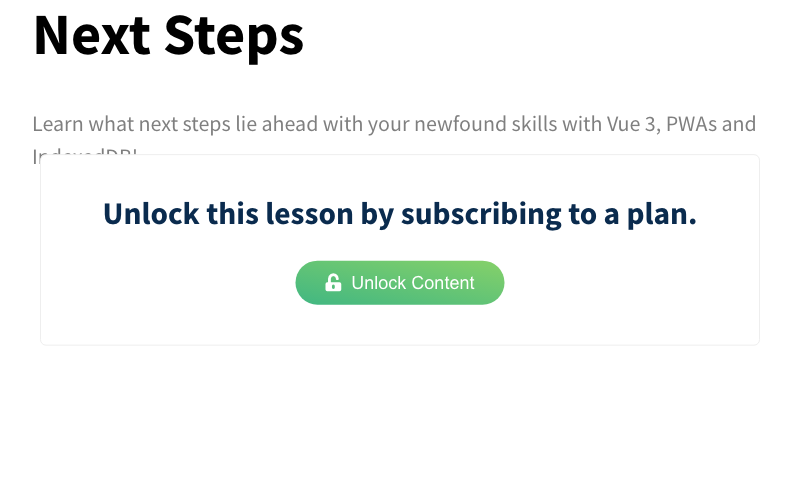 Next Steps
Learn what next steps lie ahead with your newfound skills with Vue 3, PWAs and
IndexedDB!
Unlock this lesson by subscribing to a plan.
Unlock Content